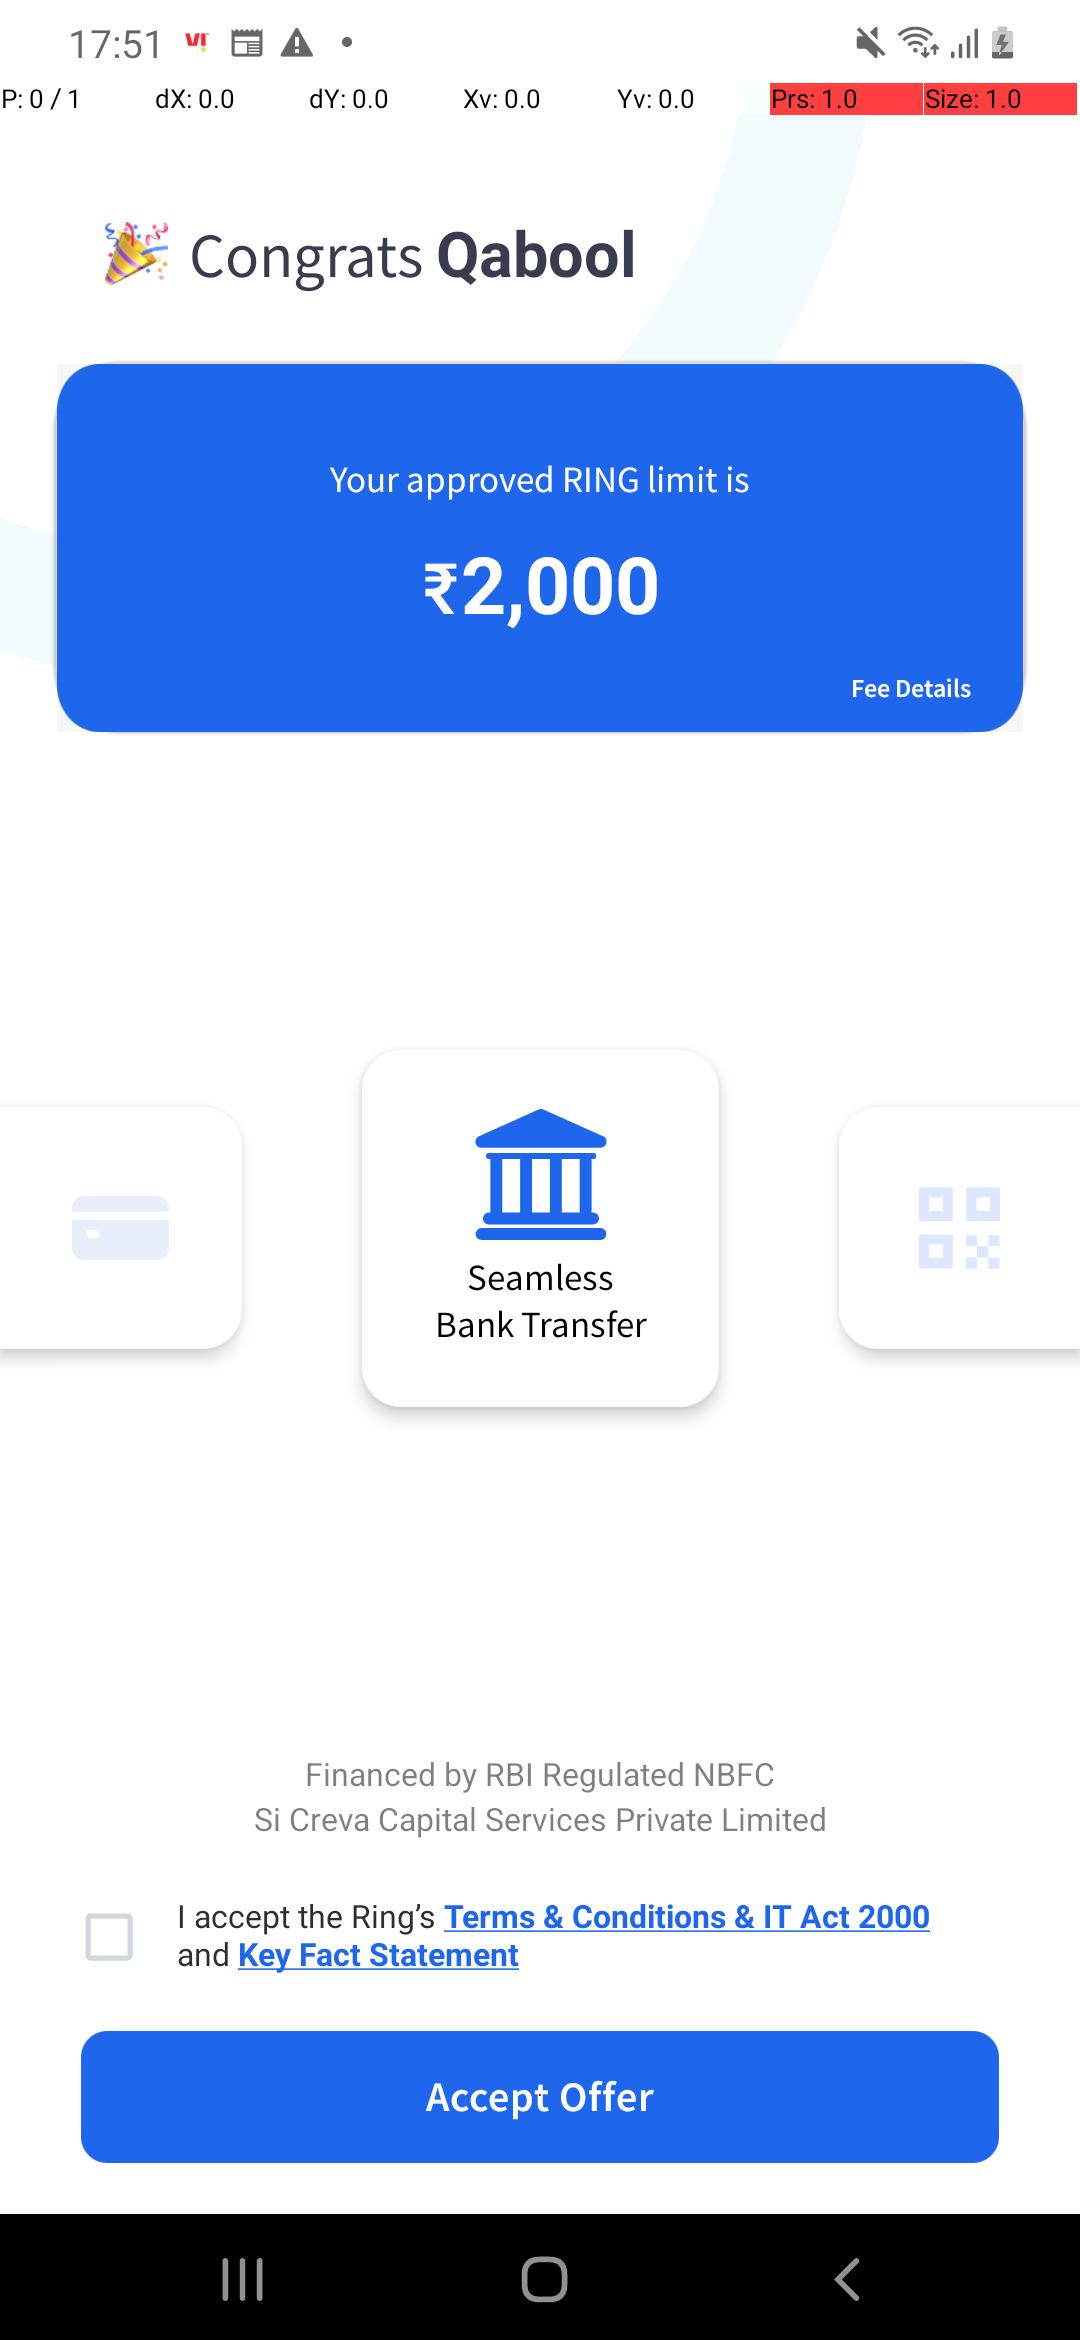 17:51
P: 0 / 1 dX: 0.0 dY: 0.0 Xv: 0.0 Yv: 0.0 Prs: 1.0 Size: 1.0
Congrats Qabool
Your approved RING limit is
₹2,000
Fee Details
Seamless
Bank Transfer
Financed by RBI Regulated NBFC
Si Creva Capital Services Private Limited
I accept the Ring’s Terms & Conditions & IT Act 2000
and Key Fact Statement
Accept Offer